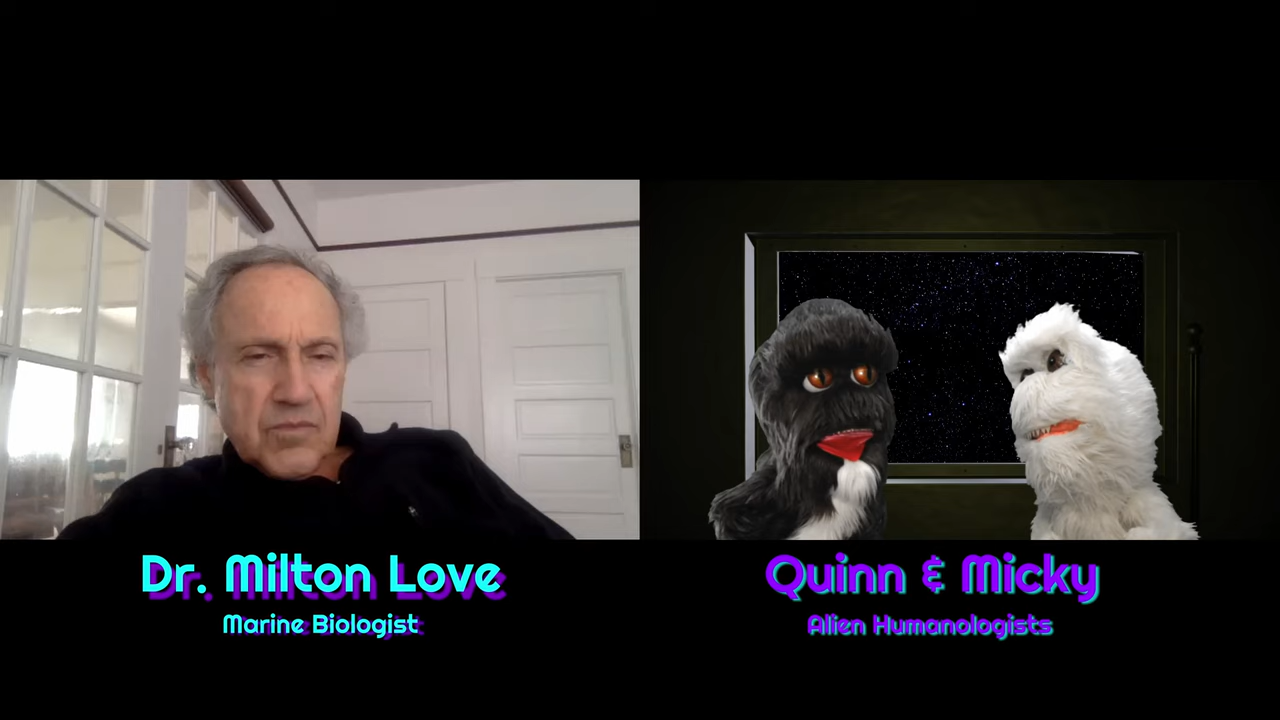 Dr. Milton Love
Marine Biologist
Quinn & Micky
Alien Humanologists